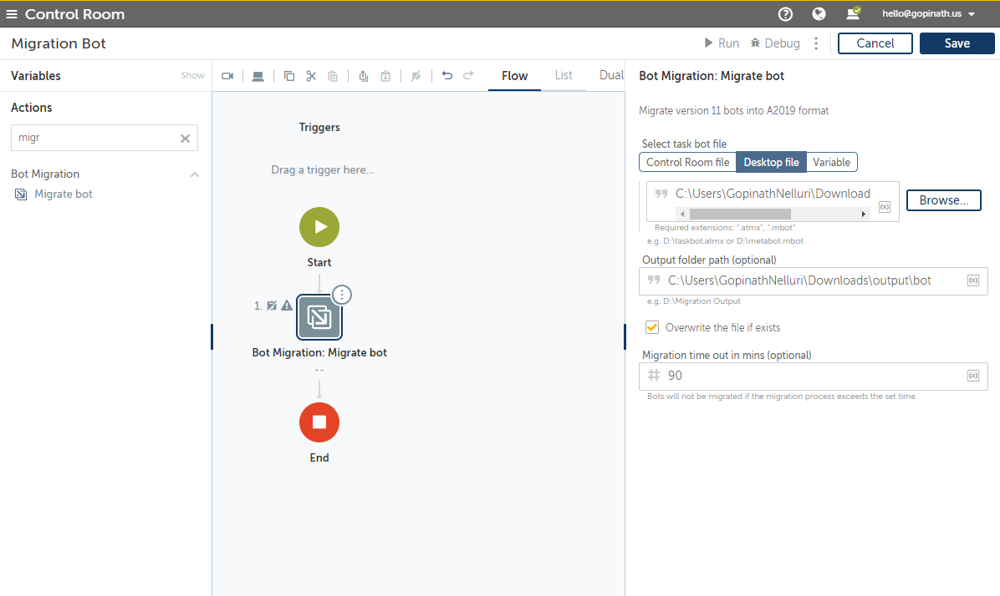 Control Room
hello@gopinath.us
Migration Bot
Run
Debug
Cancel
Save
Variables
Show
Flow
List
Dual
Actions
migr
Bot Migration
Migrate bot
Triggers
Drag a trigger here...
Start
1.
Bot Migration: Migrate bot
--
End
Bot Migration: Migrate bot
Migrate version 11 bots into A2019 format
Select task bot file
Control Room file
Desktop file
Variable
C:\Users\GopinathNelluri\Download
(x)
Browse...
Required extensions: ".atmx", ".mbot"
e.g. D:\taskbot.atmx or D:\metabot.mbot
Output folder path (optional)
C:\Users\GopinathNelluri\Downloads\output\bot
(x)
e.g. D:\Migration Output
Overwrite the file if exists
Migration time out in mins (optional)
# 90
(x)
Bots will not be migrated if the migration process exceeds the set time